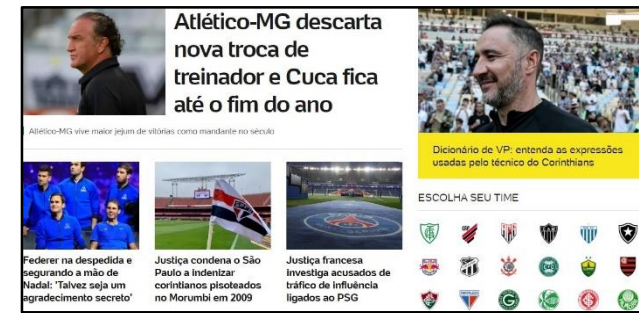 Atlético-MG descarta
nova troca de
treinador e Cuca fica
até o fim do ano
Atlético-MG vive maior jejum de vitórias como mandante no século
Dicionário de VP: entenda as expressões
usadas pelo técnico do Corinthians
ESCOLHA SEU TIME
Federer na despedida e
segurando a mão de
Nadal: 'Talvez seja um
agradecimento secreto'
Justiça condena o São
Paulo a indenizar
corintianos pisoteados
no Morumbi em 2009
Justiça francesa
investiga acusados de
tráfico de influência
ligados ao PSG